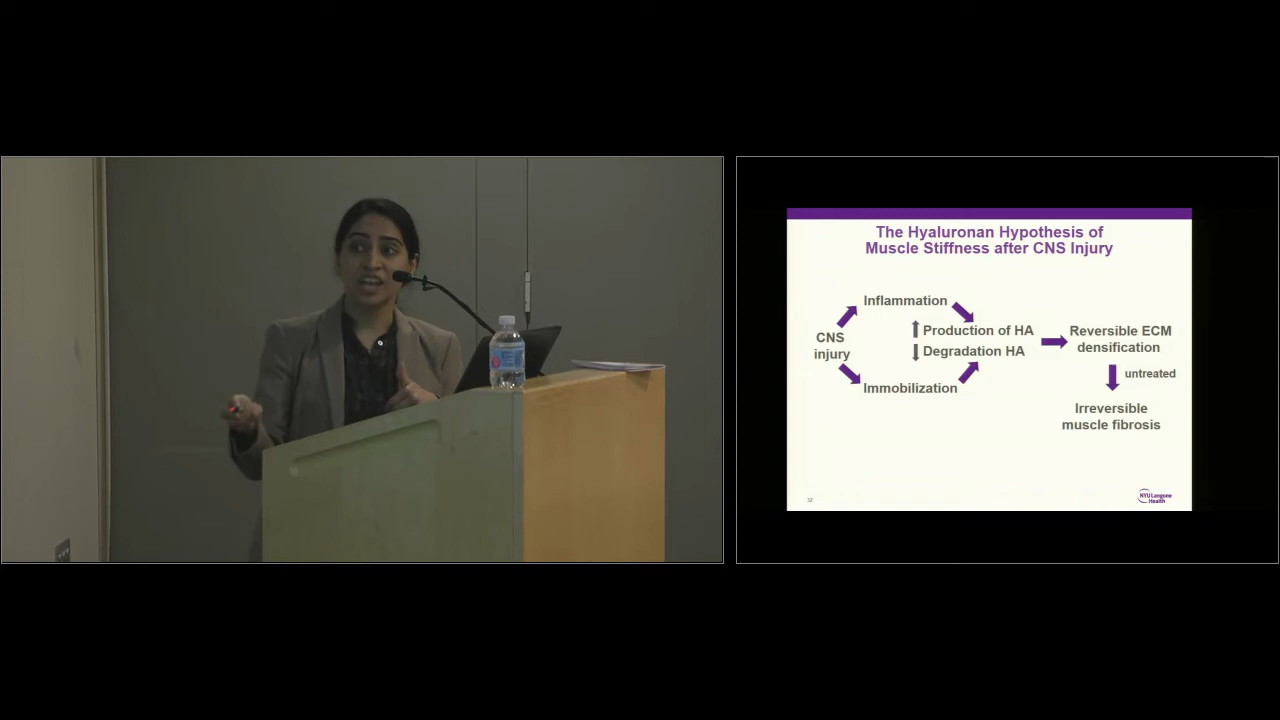 The Hyaluronan Hypothesis of
Muscle Stiffness after CNS Injury
Inflammation
CNS
injury
Production of HA
Degradation HA
Immobilization
Reversible ECM
densification
untreated
Irreversible
muscle fibrosis
32
NYU Langone
Health